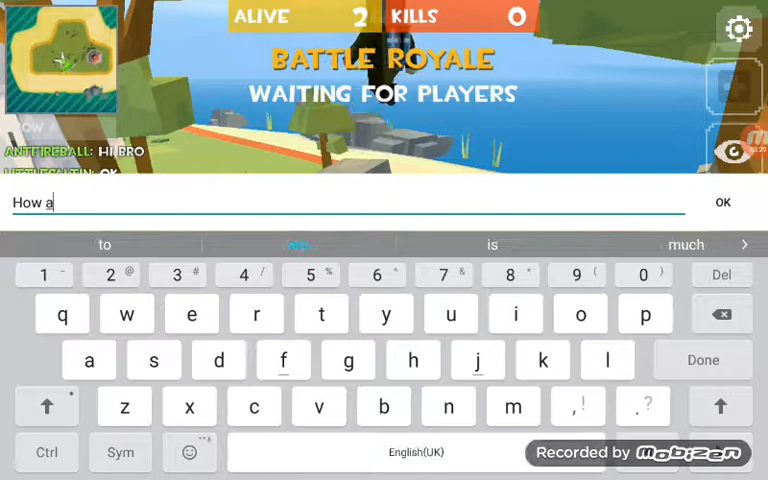 ALIVE 2 KILLS 0
BATTLE ROYALE
WAITING FOR PLAYERS
ANTFIREBALL: HI BRO
How a
OK
to is much >
1 - 2 @ 3 # 4 / 5 % 6 ^ 7 & 8 * 9 ( 0 ) Del
q w e r t y u i o p
a s d f g h j k l Done
z x c v b n m , ! . ?
Ctrl Sym English(UK)
Recorded by Mobizen